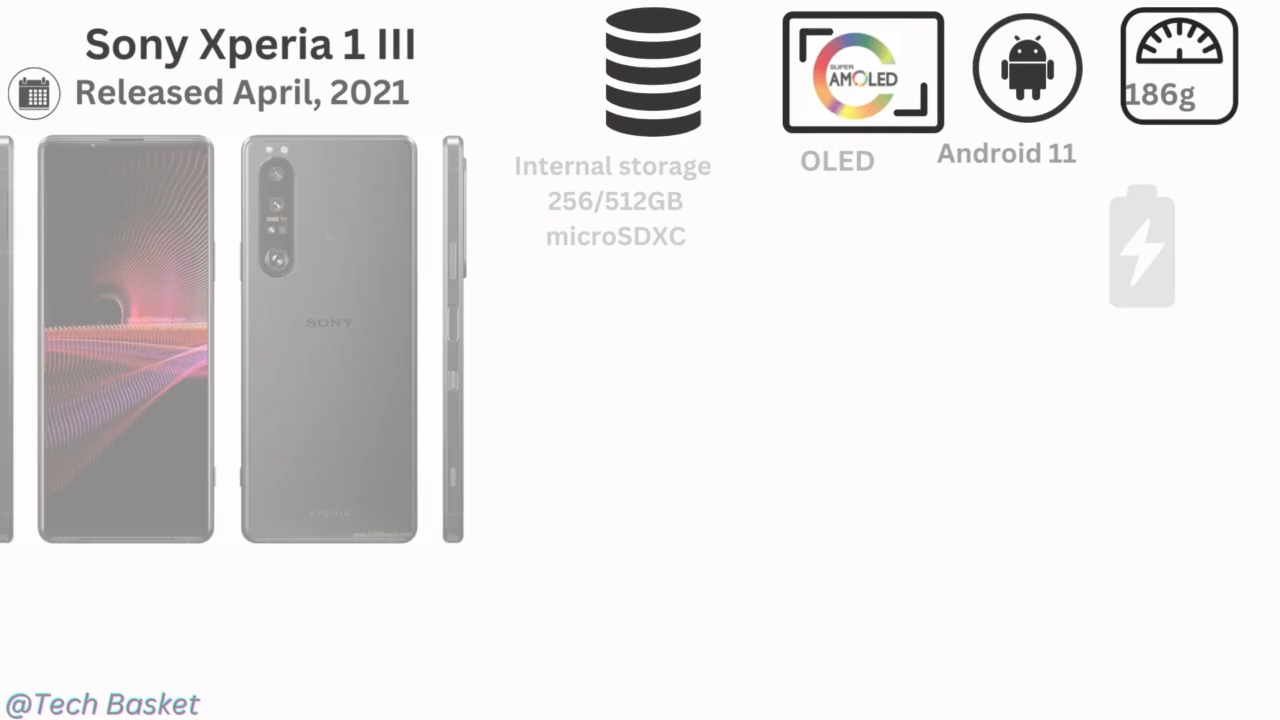 Sony Xperia 1 III
Released April, 2021
SUPER
AMOLED
186g
Internal storage
256/512GB
microSDXC
OLED
Android 11
SONY
XPERIA
@Tech Basket